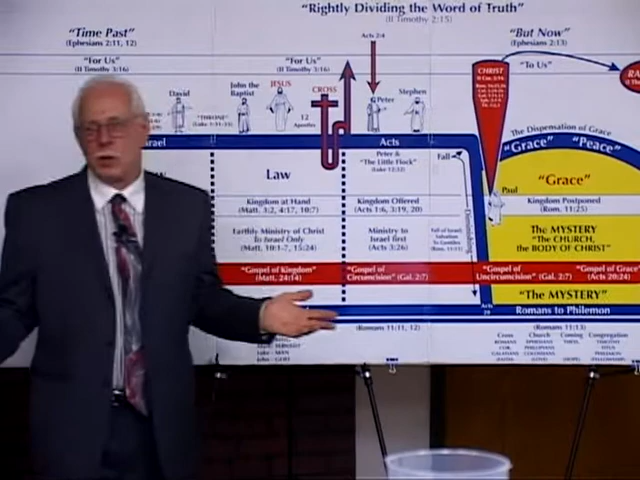 "Rightly Dividing the Word of Truth"
(II Timothy 2:15)
"Time Past"
(Ephesians 2:11, 12)
"But Now"
(Ephesians 2:13)
Acts 2:4
"For Us"
(II Timothy 3:16)
"For Us"
(II Timothy 3:16)
"To Us"
CHRIST
David
John the
Baptist
JESUS
CROSS
12
Apostles
Peter
Stephen
"THRONE"
The Dispensation of Grace
"Grace" "Peace"
Acts
Law
Peter &
"The Little Flock"
(Luke 12:32)
Fall
Paul
"Grace"
Kingdom at Hand
(Matt. 3:2, 4:17, 10:7)
Kingdom Offered
(Acts 1:6, 3:19, 20)
Kingdom Postponed
(Rom. 11:25)
Earthly Ministry of Christ
To Israel Only
(Matt. 10:1-7, 15:24)
Ministry to
Israel first
(Acts 3:26)
Diminishing
The MYSTERY
"The CHURCH,
the BODY OF CHRIST"
"Gospel of Kingdom"
(Matt. 24:14)
"Gospel of
Circumcision" (Gal. 2:7)
"Gospel of
Uncircumcision" (Gal. 2:7)
"Gospel of Grace"
(Acts 20:24)
"The MYSTERY"
Romans to Philemon
(Romans 11:11, 12)
(Romans 11:13)
Cross
Church
Coming
Congregation